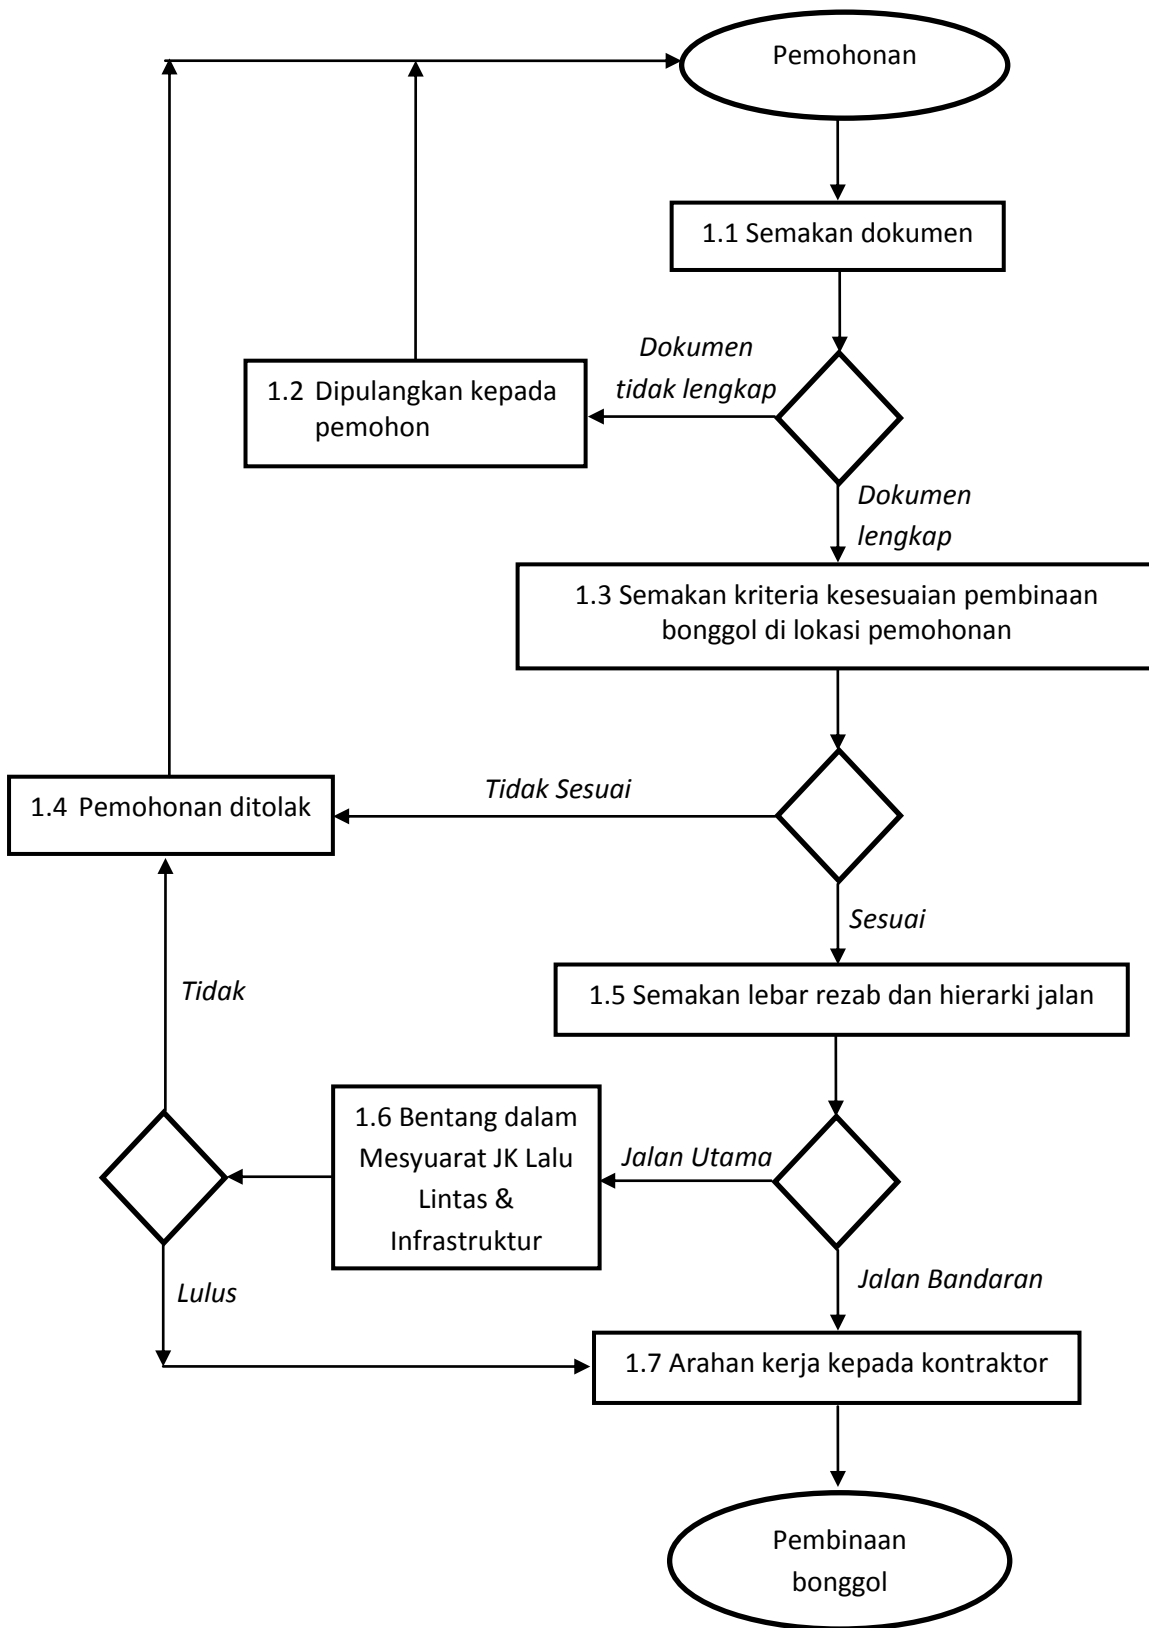 Pemohonan
1.1 Semakan dokumen
Dokumen
tidak lengkap
1.2 Dipulangkan kepada
pemohon
Dokumen
lengkap
1.3 Semakan kriteria kesesuaian pembinaan
bonggol di lokasi pemohonan
Tidak Sesuai
1.4 Pemohonan ditolak
Sesuai
1.5 Semakan lebar rezab dan hierarki jalan
Tidak
Jalan Utama
1.6 Bentang dalam
Mesyuarat JK Lalu
Lintas &
Infrastruktur
Jalan Bandaran
Lulus
1.7 Arahan kerja kepada kontraktor
Pembinaan
bonggol